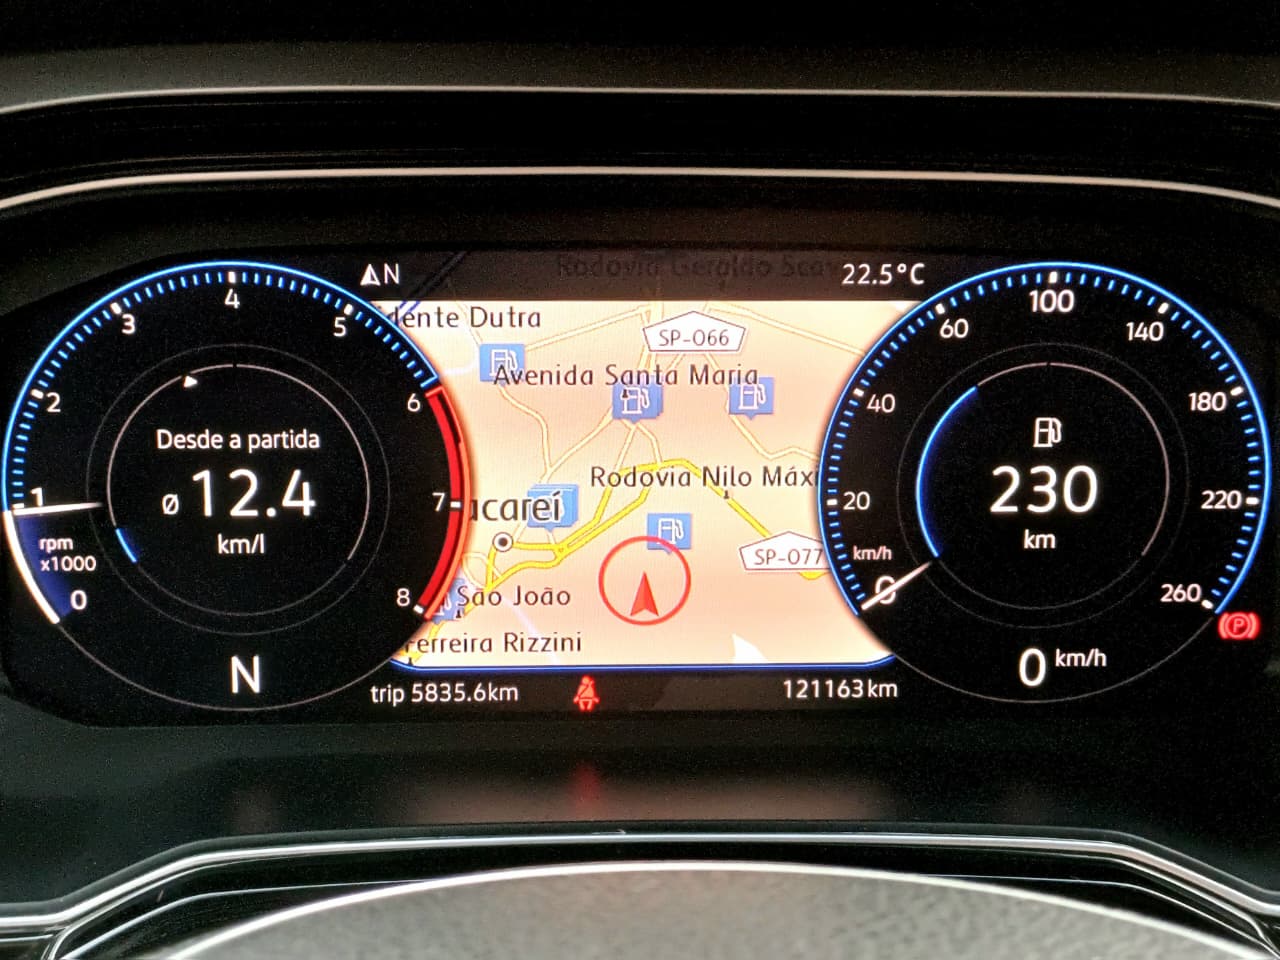 N
22.5°C
Rodovia Geraldo Scav
dente Dutra
SP-066
Avenida Santa Maria
Rodovia Nilo Máxi
acareí
SP-077
São João
Ferreira Rizzini
0
1
2
3
4
5
6
7
8
rpm
x1000
Desde a partida
ø 12.4
km/l
N
0
20
40
60
100
140
180
220
260
km/h
230
km
0 km/h
P
trip 5835.6km
121163km